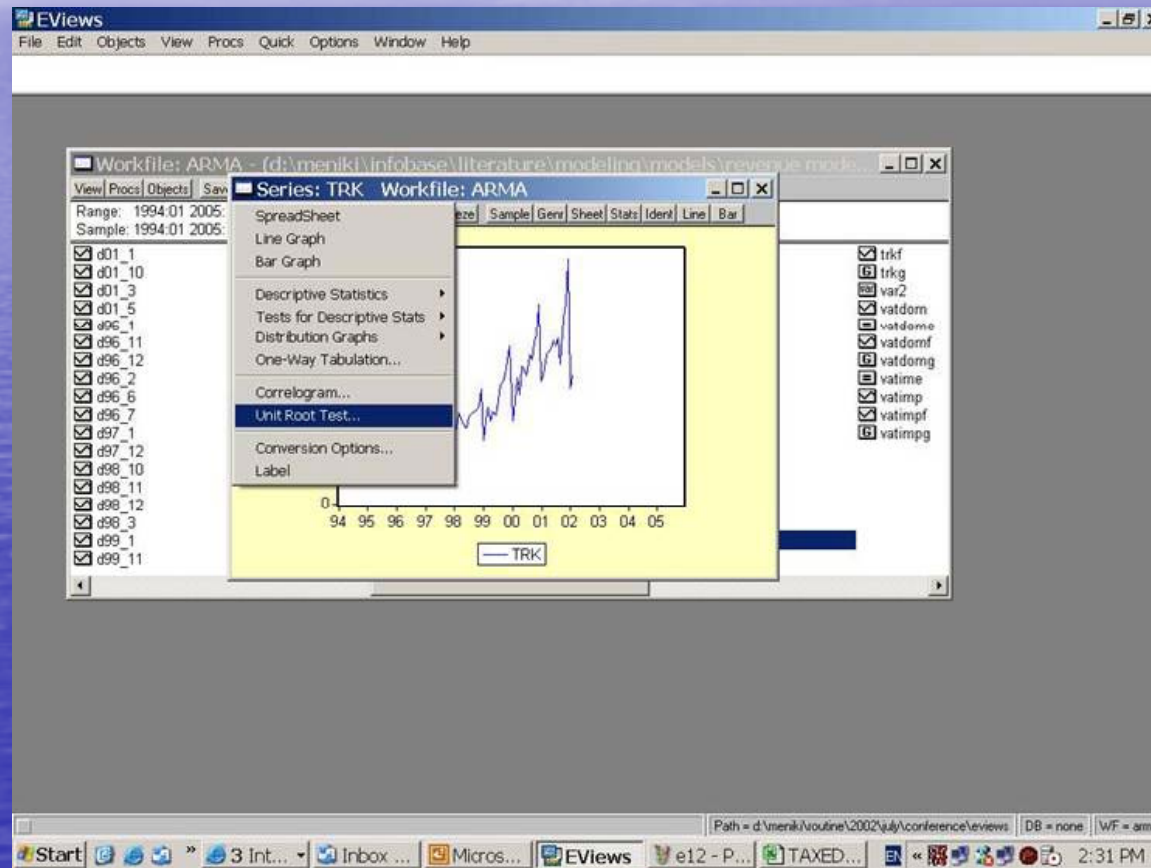 EViews
File Edit Objects View Procs Quick Options Window Help
Workfile: ARMA - (d:\meniki\infobase\literature\modeling\models\revenue mode...
View Procs Objects Sav
Series: TRK Workfile: ARMA
eze Sample Genr Sheet Stats Ident Line Bar
Range: 1994:01 2005:
Sample: 1994:01 2005:
SpreadSheet
Line Graph
Bar Graph
Descriptive Statistics
Tests for Descriptive Stats
Distribution Graphs
One-Way Tabulation...
Correlogram...
Unit Root Test...
Conversion Options...
Label
d01_1
d01_10
d01_3
d01_5
d96_1
d96_11
d96_12
d96_2
d96_6
d96_7
d97_1
d97_12
d98_10
d98_11
d98_12
d98_3
d99_1
d99_11
0
94 95 96 97 98 99 00 01 02 03 04 05
TRK
trkf
trkg
var2
vatdom
vatdome
vatdomf
vatdomg
vatime
vatimp
vatimpf
vatimpg
Path = d:\meniki\routine\2002\july\conference\eviews DB = none WF = arm
Start » 3 Int... Inbox ... Micros... EViews e12 - P... TAXED... EN « 2:31 PM